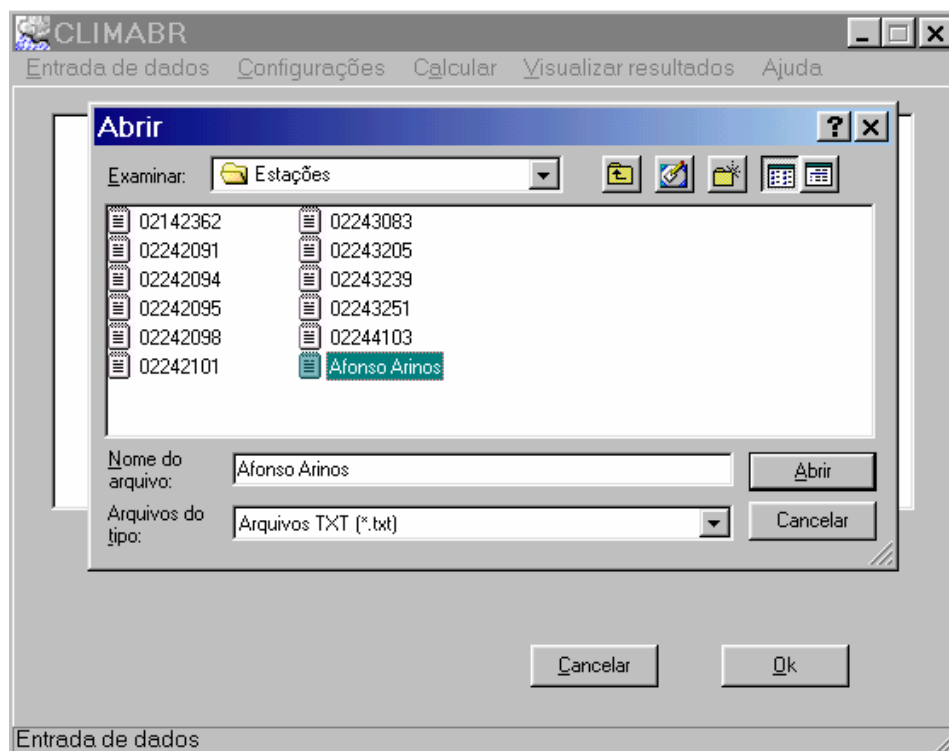 CLIMABR
Entrada de dados Configurações Calcular Visualizar resultados Ajuda
Abrir
Examinar: Estações
02142362
02242091
02242094
02242095
02242098
02242101
02243083
02243205
02243239
02243251
02244103
Afonso Arinos
Nome do
arquivo:
Afonso Arinos
Abrir
Arquivos do
tipo:
Arquivos TXT (*.txt)
Cancelar
Cancelar Ok
Entrada de dados